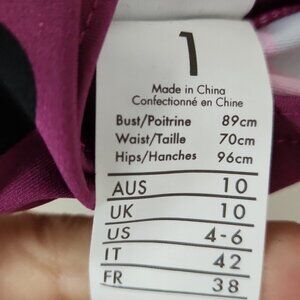 1
Made in China
Confectionné en Chine
Bust/Poitrine 89cm
Waist/Taille 70cm
Hips/Hanches 96cm
AUS 10
UK 10
US 4-6
IT 42
FR 38